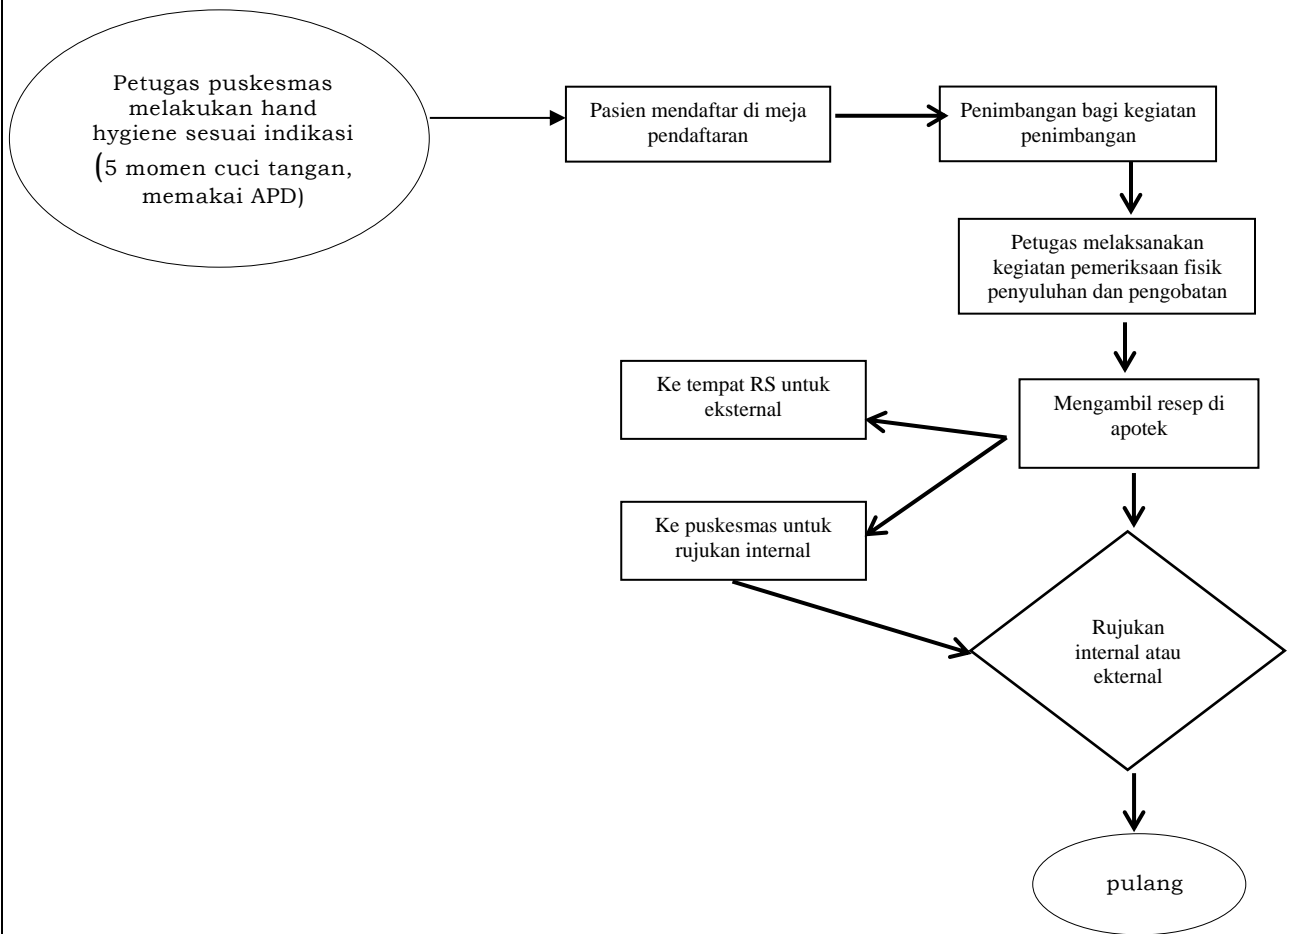 Petugas puskesmas
melakukan hand
hygiene sesuai indikasi
(5 momen cuci tangan,
memakai APD)
Pasien mendaftar di meja
pendaftaran
Penimbangan bagi kegiatan
penimbangan
Petugas melaksanakan
kegiatan pemeriksaan fisik
penyuluhan dan pengobatan
Ke tempat RS untuk
eksternal
Mengambil resep di
apotek
Ke puskesmas untuk
rujukan internal
Rujukan
internal atau
ekternal
pulang